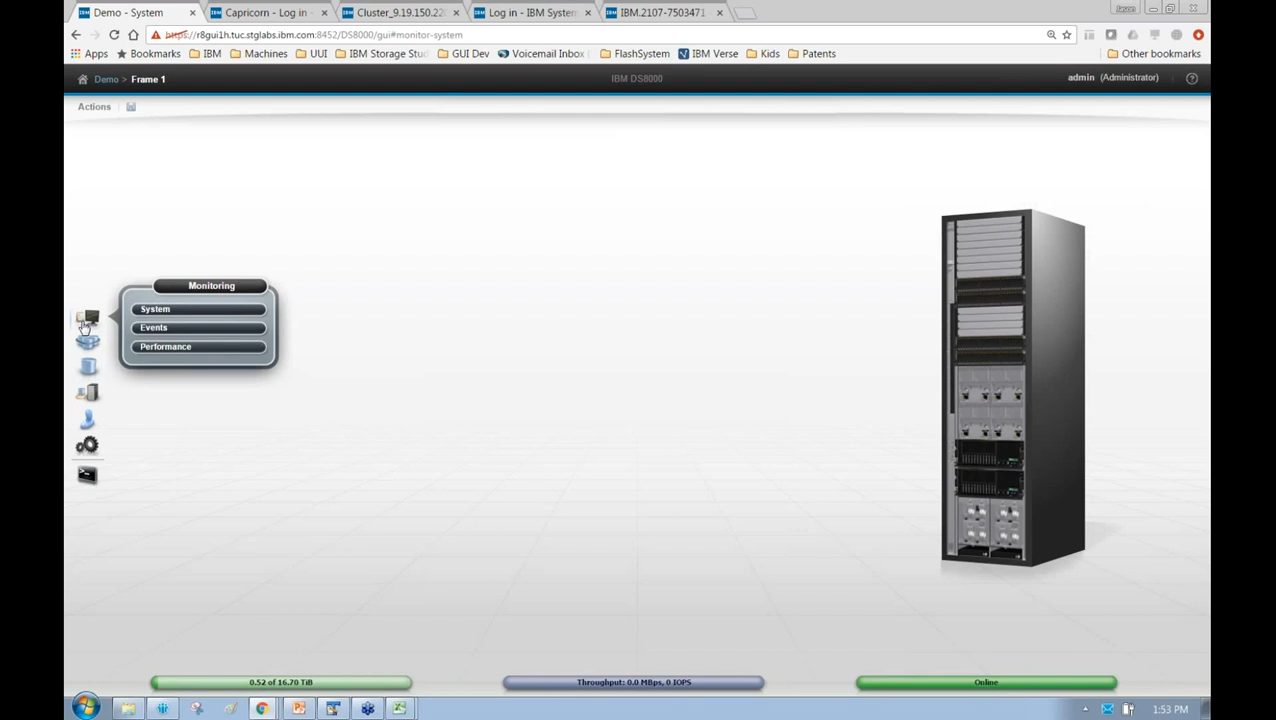 Demo - System
Capricorn - Log in -
Cluster_9.19.150.22
Log in - IBM System
IBM.2107-7503471
Jason
https://r8gui1h.tuc.stglabs.ibm.com:8452/DS8000/gui#monitor-system
Apps
Bookmarks
IBM
Machines
UUI
IBM Storage Stud
GUI Dev
Voicemail Inbox
FlashSystem
IBM Verse
Kids
Patents
Other bookmarks
Demo > Frame 1
IBM DS8000
admin (Administrator)
Actions
Monitoring
System
Events
Performance
0.52 of 16.70 TiB
Throughput: 0.0 MBps, 0 IOPS
Online
1:53 PM